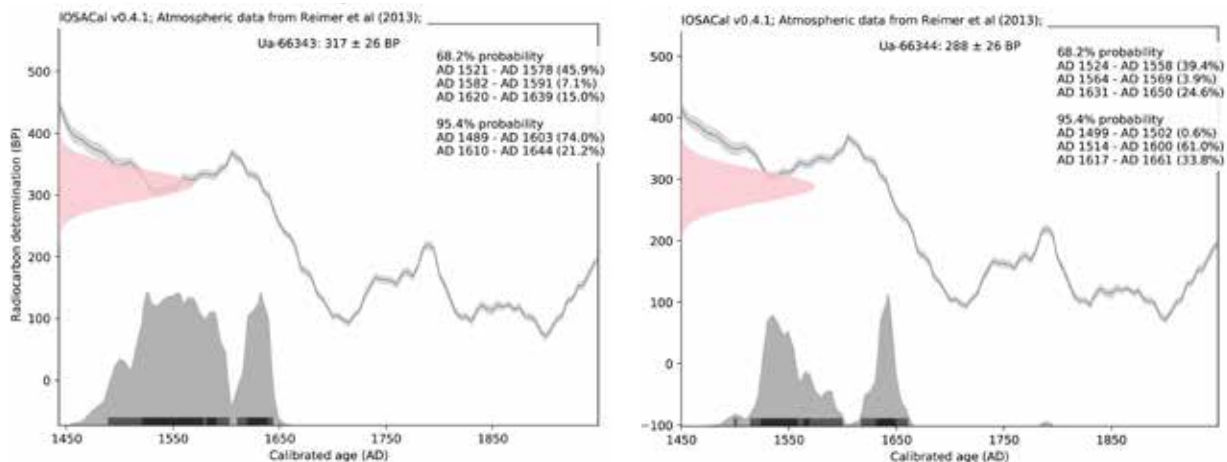 IOSACal v0.4.1; Atmospheric data from Reimer et al (2013);
Ua-66343: 317 ± 26 BP
68.2% probability
AD 1521 - AD 1578 (45.9%)
AD 1582 - AD 1591 (7.1%)
AD 1620 - AD 1639 (15.0%)
95.4% probability
AD 1489 - AD 1603 (74.0%)
AD 1610 - AD 1644 (21.2%)
Radiocarbon determination (BP)
500
400
300
200
100
0
1450
1550
1650
1750
1850
Calibrated age (AD)
IOSACal v0.4.1; Atmospheric data from Reimer et al (2013);
Ua-66344: 288 ± 26 BP
68.2% probability
AD 1524 - AD 1558 (39.4%)
AD 1564 - AD 1569 (3.9%)
AD 1631 - AD 1650 (24.6%)
95.4% probability
AD 1499 - AD 1502 (0.6%)
AD 1514 - AD 1600 (61.0%)
AD 1617 - AD 1661 (33.8%)
500
400
300
200
100
0
−100
1450
1550
1650
1750
1850
Calibrated age (AD)